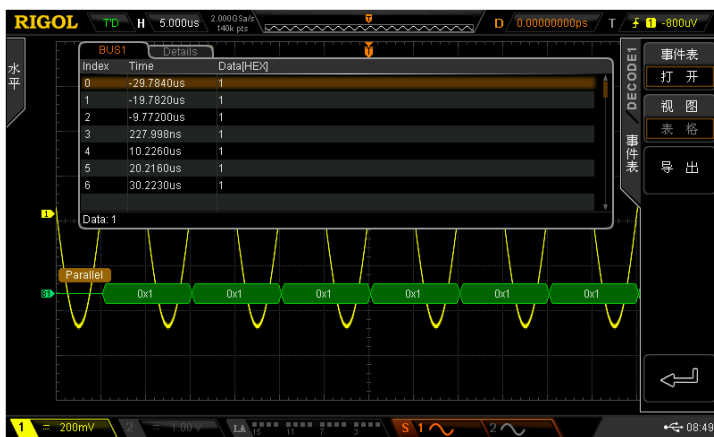 RIGOL T'D H 5.000us 2.000GSa/s 140k pts T D 0.00000000ps T 1 -800uV
水平
BUS1 Details
Index Time Data[HEX]
0 -29.7840us 1
1 -19.7820us 1
2 -9.77200us 1
3 227.998ns 1
4 10.2260us 1
5 20.2160us 1
6 30.2230us 1
Data: 1
DECODE1 事件表
事件表
打 开
视 图
表 格
导 出
T
1
Parallel
B1 0x1 0x1 0x1 0x1 0x1 0x1
1 = 200mV 2 = 1.00 V LA 15 11 7 3 S 1 2 08:49